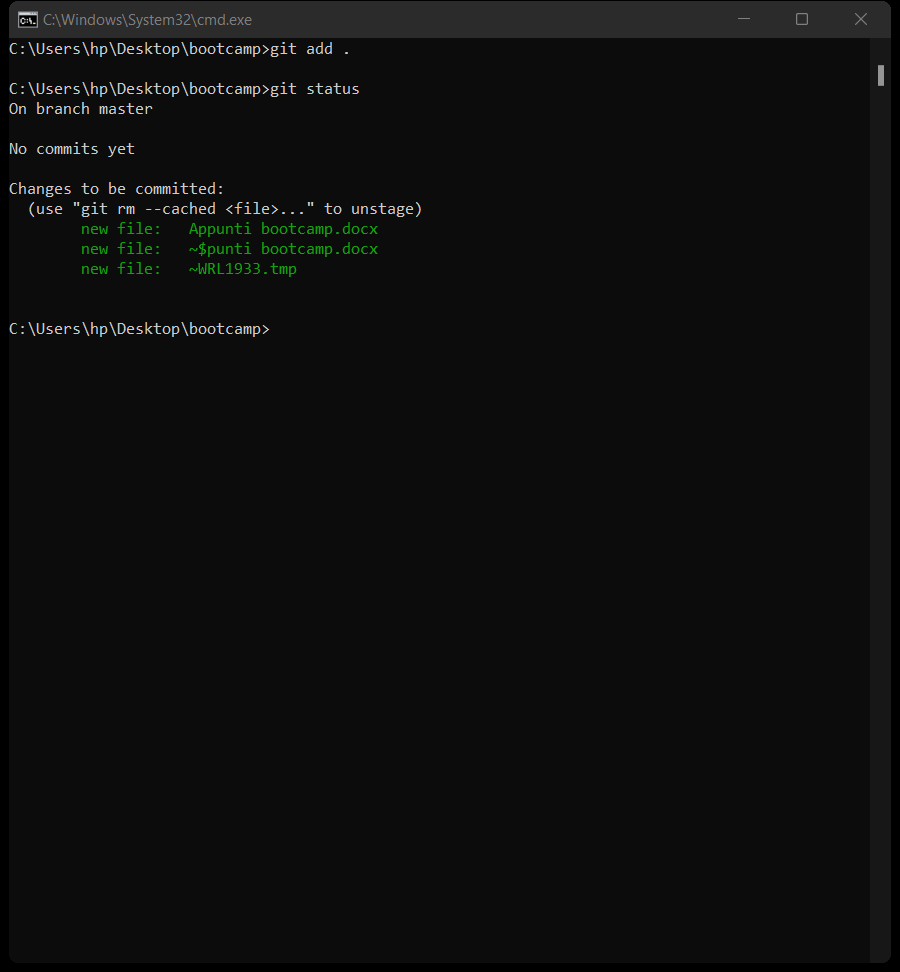 C:\Windows\System32\cmd.exe
C:\Users\hp\Desktop\bootcamp>git add .
C:\Users\hp\Desktop\bootcamp>git status
On branch master
No commits yet
Changes to be committed:
  (use "git rm --cached <file>..." to unstage)
        new file:   Appunti bootcamp.docx
        new file:   ~$punti bootcamp.docx
        new file:   ~WRL1933.tmp
C:\Users\hp\Desktop\bootcamp>